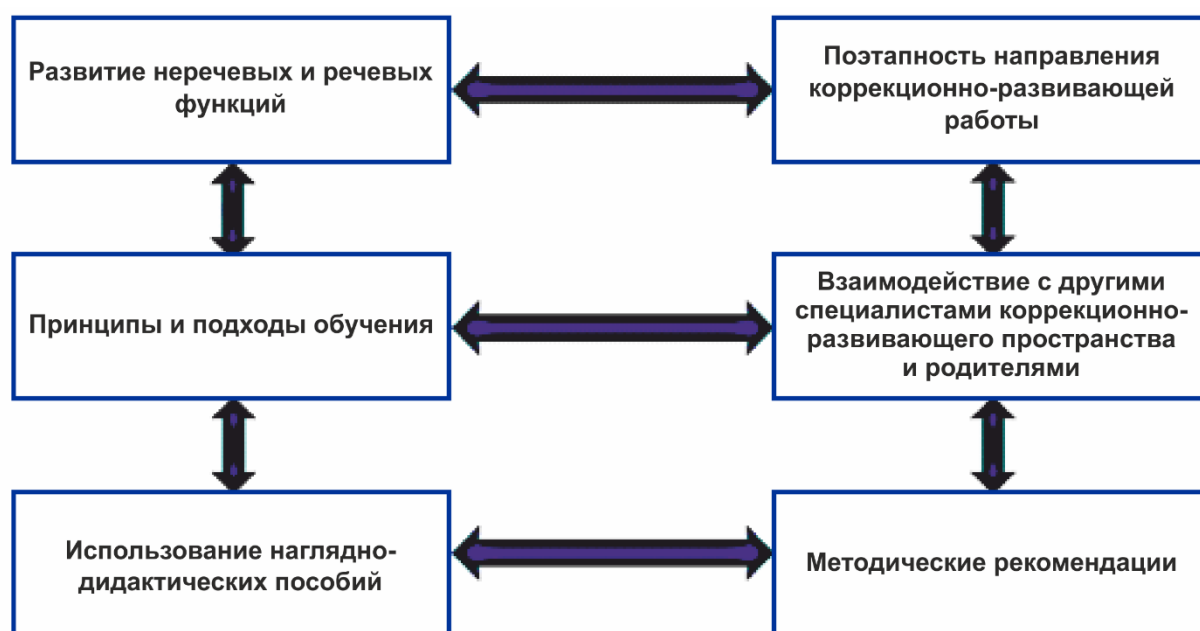 Развитие неречевых и речевых
функций
Поэтапность направления
коррекционно-развивающей
работы
Принципы и подходы обучения
Взаимодействие с другими
специалистами коррекционно-
развивающего пространства
и родителями
Использование наглядно-
дидактических пособий
Методические рекомендации